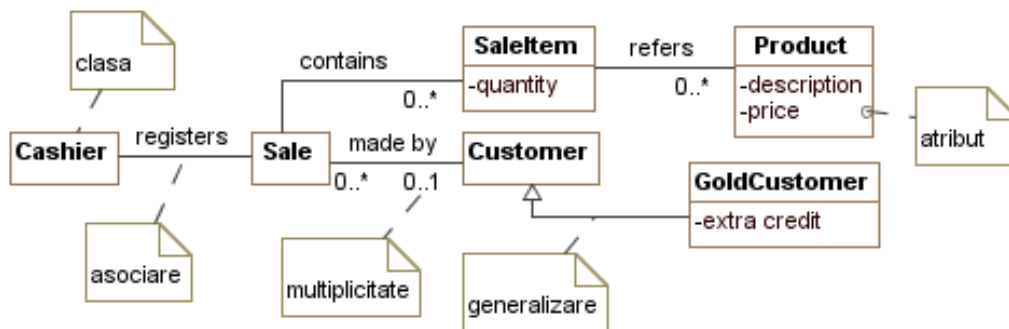 clasa
contains
0..*
SaleItem
-quantity
refers
0..*
Product
-description
-price
atribut
Cashier
registers
Sale
made by
0..*
0..1
Customer
GoldCustomer
-extra credit
asociare
multiplicitate
generalizare